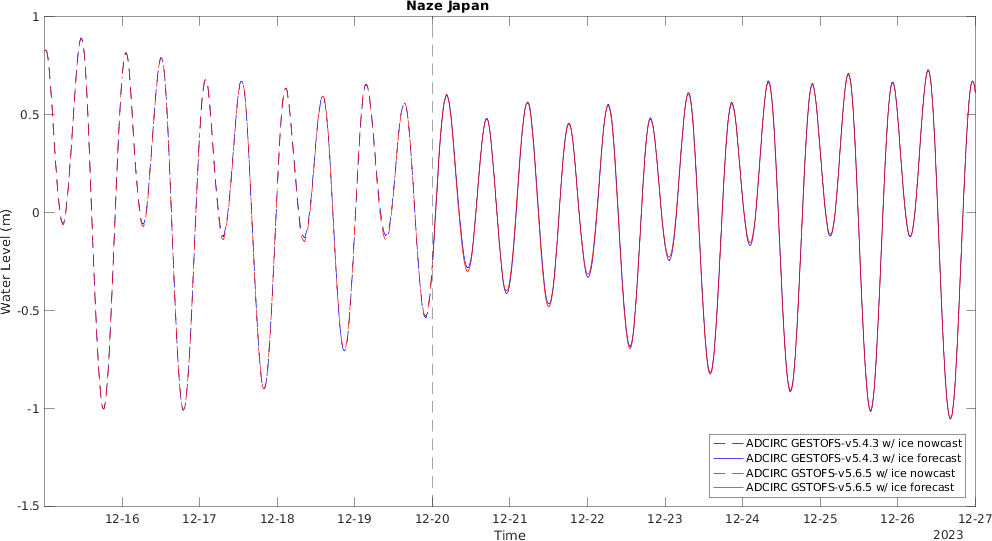 Naze Japan
1
0.5
0
-0.5
-1
-1.5
Water Level (m)
ADCIRC GESTOFS-v5.4.3 w/ ice nowcast
ADCIRC GESTOFS-v5.4.3 w/ ice forecast
ADCIRC GSTOFS-v5.6.5 w/ ice nowcast
ADCIRC GSTOFS-v5.6.5 w/ ice forecast
12-16 12-17 12-18 12-19 12-20 12-21 12-22 12-23 12-24 12-25 12-26 12-27
Time
2023